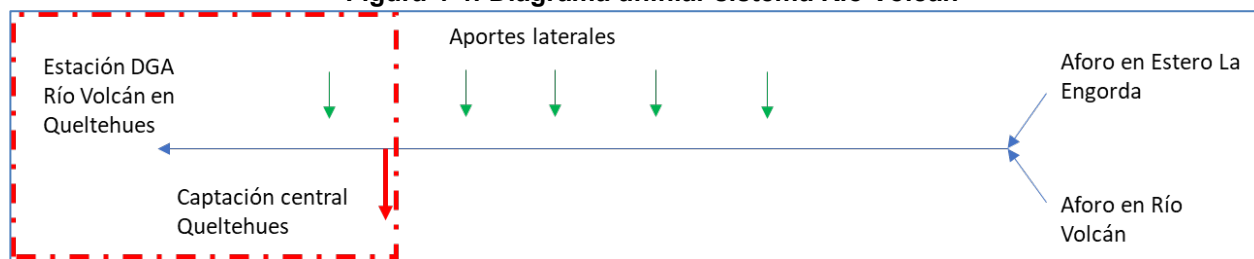 Aportes laterales
Estación DGA
Río Volcán en
Queltehues
Aforo en Estero La
Engorda
Captación central
Queltehues
Aforo en Río
Volcán